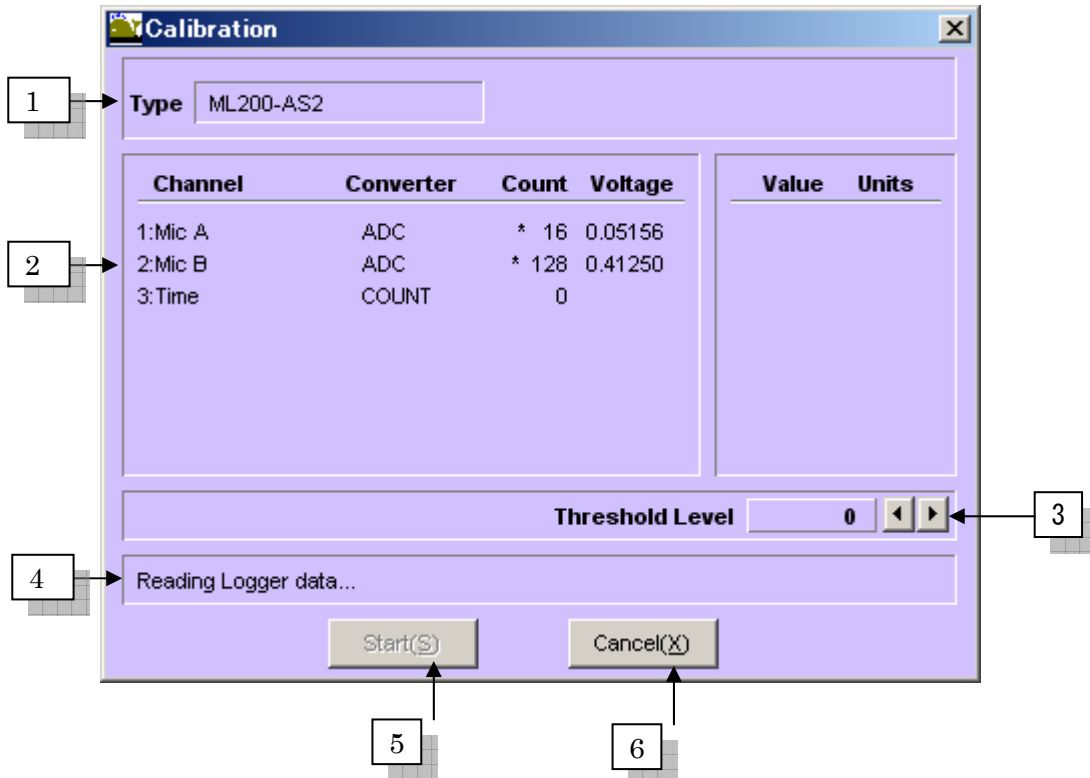 Calibration
1
Type ML200-AS2
Channel Converter Count Voltage Value Units
1:Mic A ADC * 16 0.05156
2
2:Mic B ADC * 128 0.41250
3:Time COUNT 0
Threshold Level 0
3
4
Reading Logger data...
Start(S) Cancel(X)
5 6